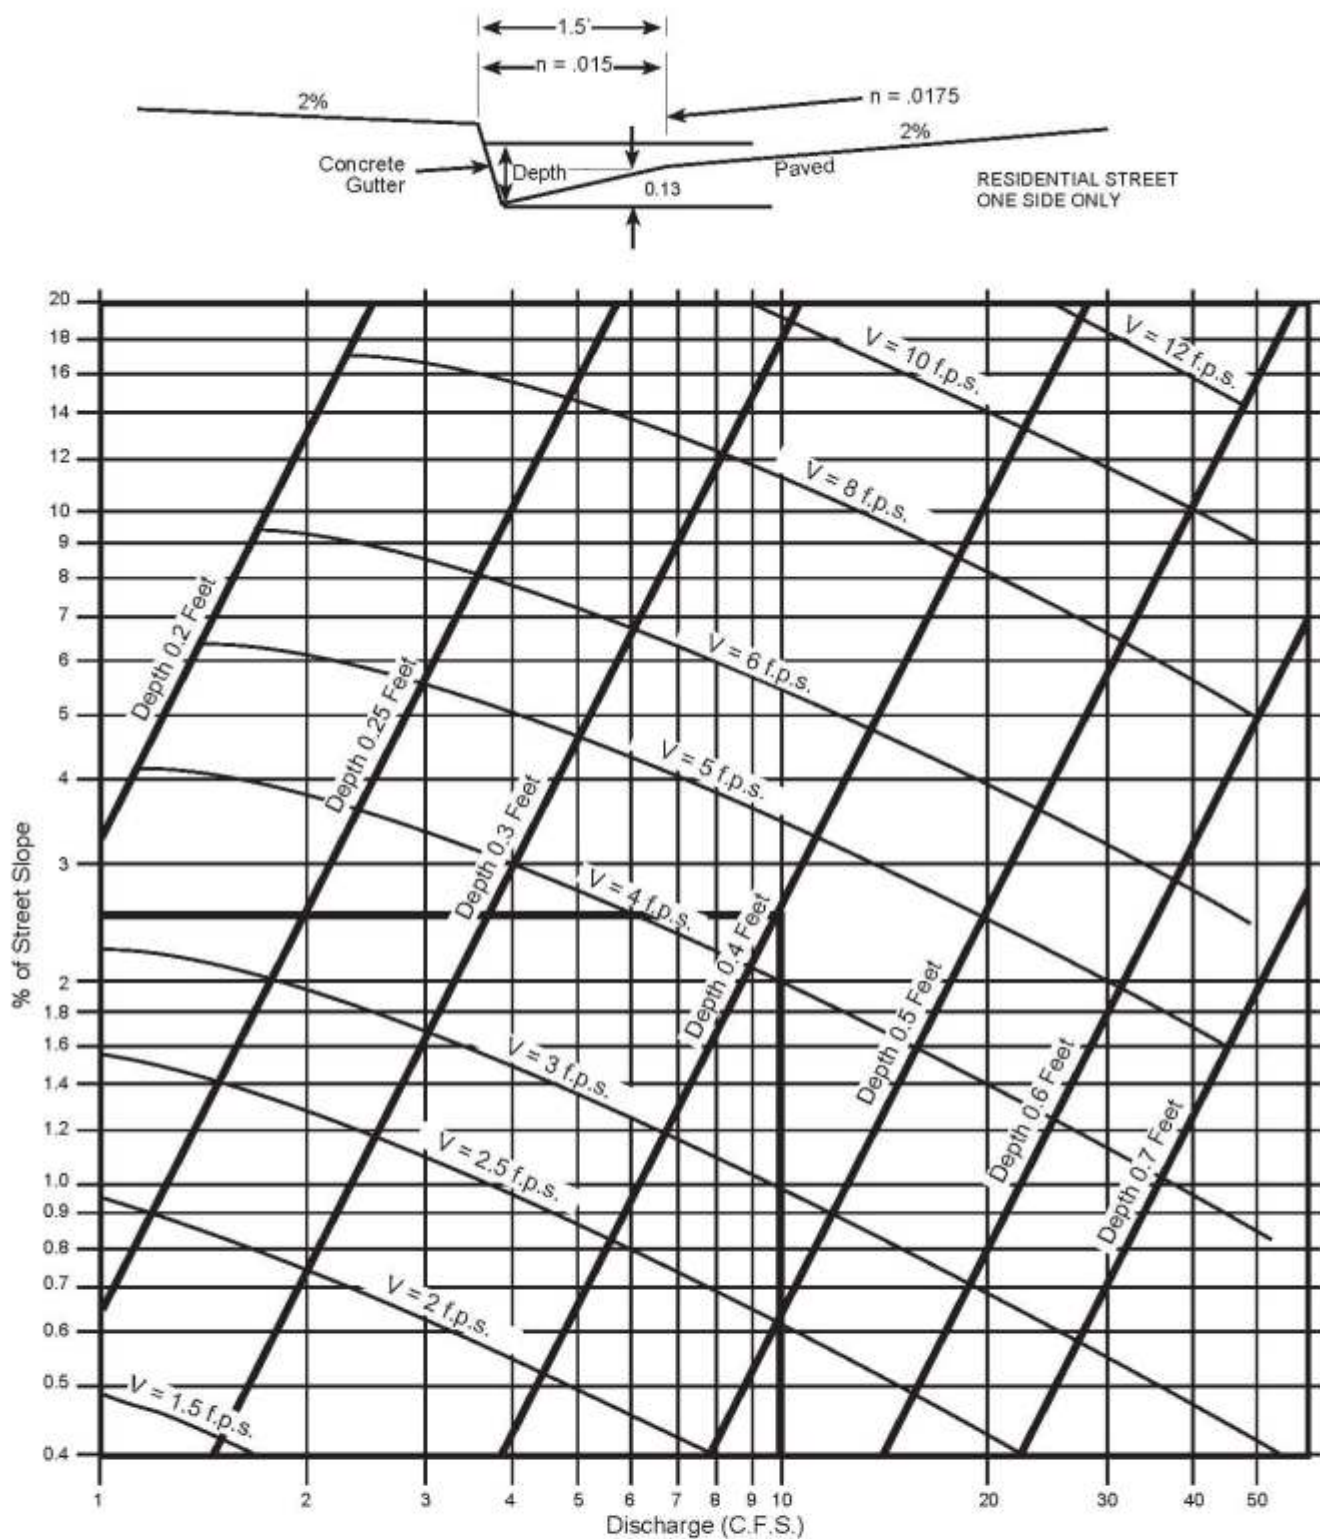 1.5'
n = .015
n = .0175
2%
2%
Concrete
Gutter
Depth
0.13
Paved
RESIDENTIAL STREET
ONE SIDE ONLY
20
18
16
14
12
10
9
8
7
6
5
4
3
2
1.8
1.6
1.4
1.2
1.0
0.9
0.8
0.7
0.6
0.5
0.4
% of Street Slope
V = 10 f.p.s.
V = 12 f.p.s.
V = 8 f.p.s.
V = 6 f.p.s.
V = 5 f.p.s.
V = 4 f.p.s.
V = 3 f.p.s.
V = 2.5 f.p.s.
V = 2 f.p.s.
V = 1.5 f.p.s.
Depth 0.2 Feet
Depth 0.25 Feet
Depth 0.3 Feet
Depth 0.4 Feet
Depth 0.5 Feet
Depth 0.6 Feet
Depth 0.7 Feet
1 2 3 4 5 6 7 8 9 10 20 30 40 50
Discharge (C.F.S.)